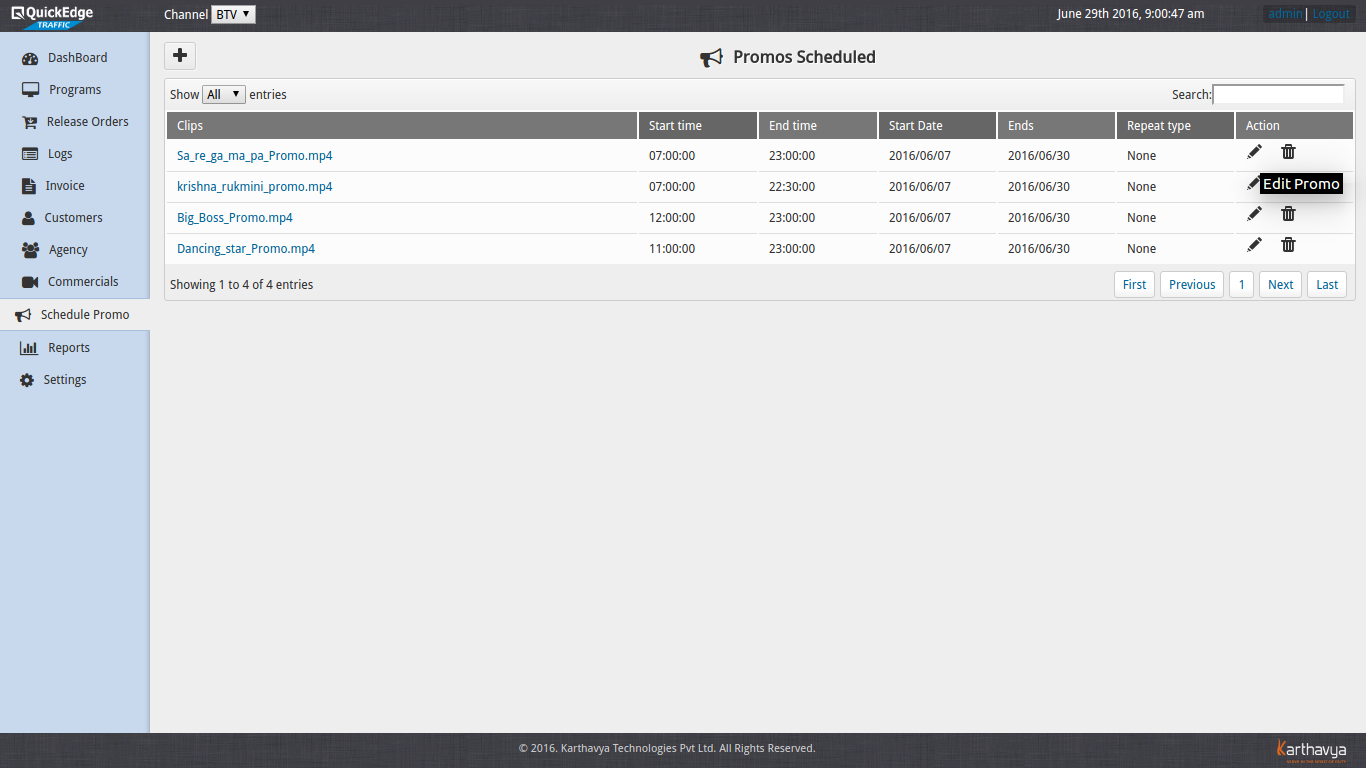 QuickEdge
TRAFFIC
Channel BTV
June 29th 2016, 9:00:47 am
admin | Logout
DashBoard
Programs
Release Orders
Logs
Invoice
Customers
Agency
Commercials
Schedule Promo
Reports
Settings
Promos Scheduled
Show All entries
Search:
Clips Start time End time Start Date Ends Repeat type Action
Sa_re_ga_ma_pa_Promo.mp4 07:00:00 23:00:00 2016/06/07 2016/06/30 None
krishna_rukmini_promo.mp4 07:00:00 22:30:00 2016/06/07 2016/06/30 None
Edit Promo
Big_Boss_Promo.mp4 12:00:00 23:00:00 2016/06/07 2016/06/30 None
Dancing_star_Promo.mp4 11:00:00 23:00:00 2016/06/07 2016/06/30 None
Showing 1 to 4 of 4 entries
First Previous 1 Next Last
© 2016. Karthavya Technologies Pvt Ltd. All Rights Reserved.
Karthavya